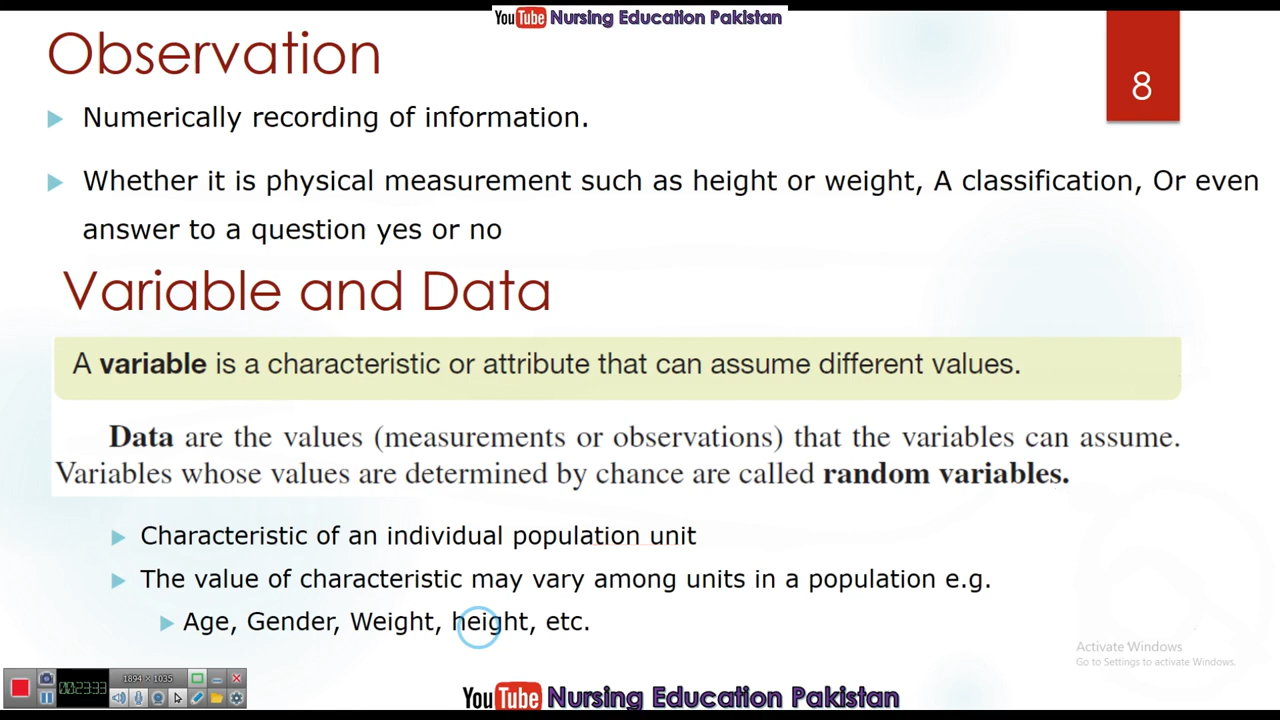 YouTube Nursing Education Pakistan
Observation
8
Numerically recording of information.
Whether it is physical measurement such as height or weight, A classification, Or even
answer to a question yes or no
Variable and Data
A variable is a characteristic or attribute that can assume different values.
Data are the values (measurements or observations) that the variables can assume.
Variables whose values are determined by chance are called random variables.
Characteristic of an individual population unit
The value of characteristic may vary among units in a population e.g.
Age, Gender, Weight, height, etc.
Activate Windows
Go to Settings to activate Windows.
00:23:33
1894 × 1035
YouTube Nursing Education Pakistan